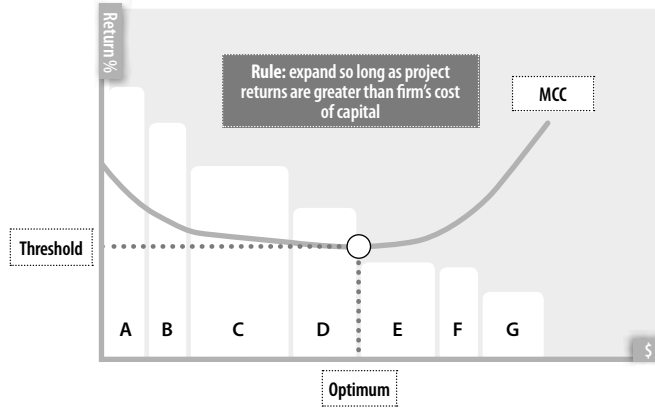 Return %
Rule: expand so long as project
returns are greater than firm's cost
of capital
MCC
Threshold
A B C D E F G
$
Optimum